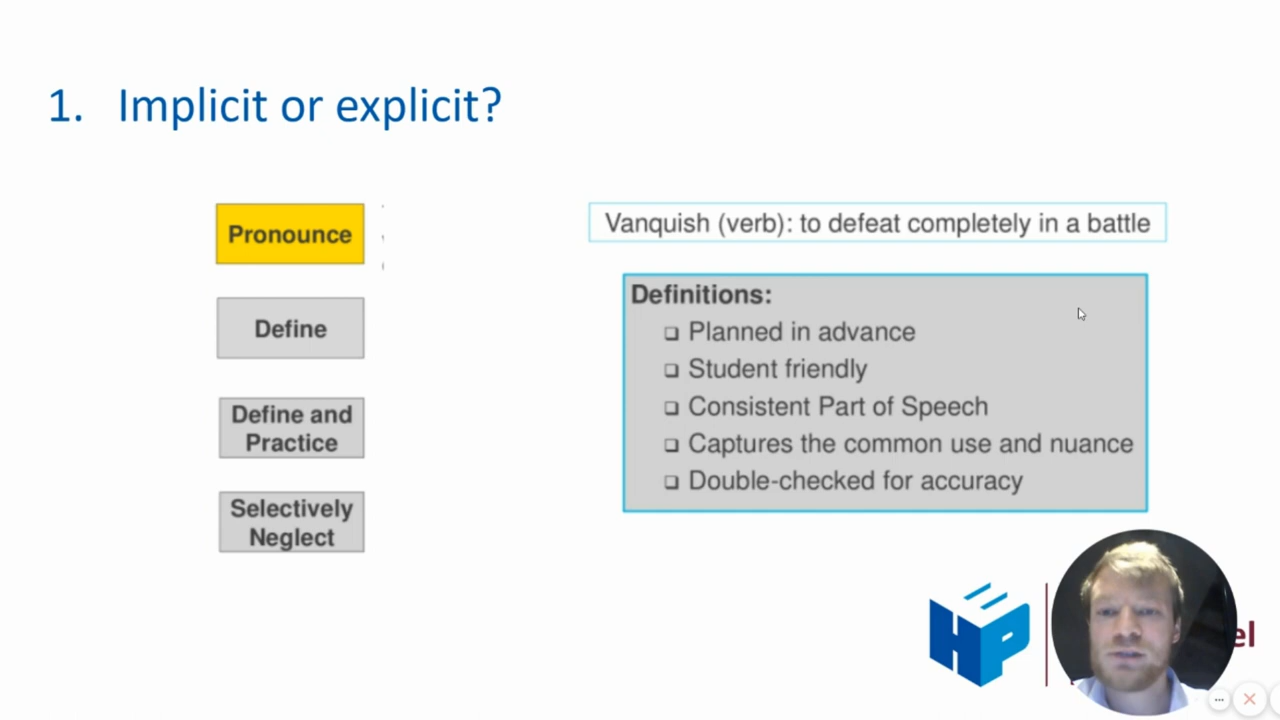 1. Implicit or explicit?
Pronounce
Define
Define and
Practice
Selectively
Neglect
Vanquish (verb): to defeat completely in a battle
Definitions:
❑ Planned in advance
❑ Student friendly
❑ Consistent Part of Speech
❑ Captures the common use and nuance
❑ Double-checked for accuracy
HEP